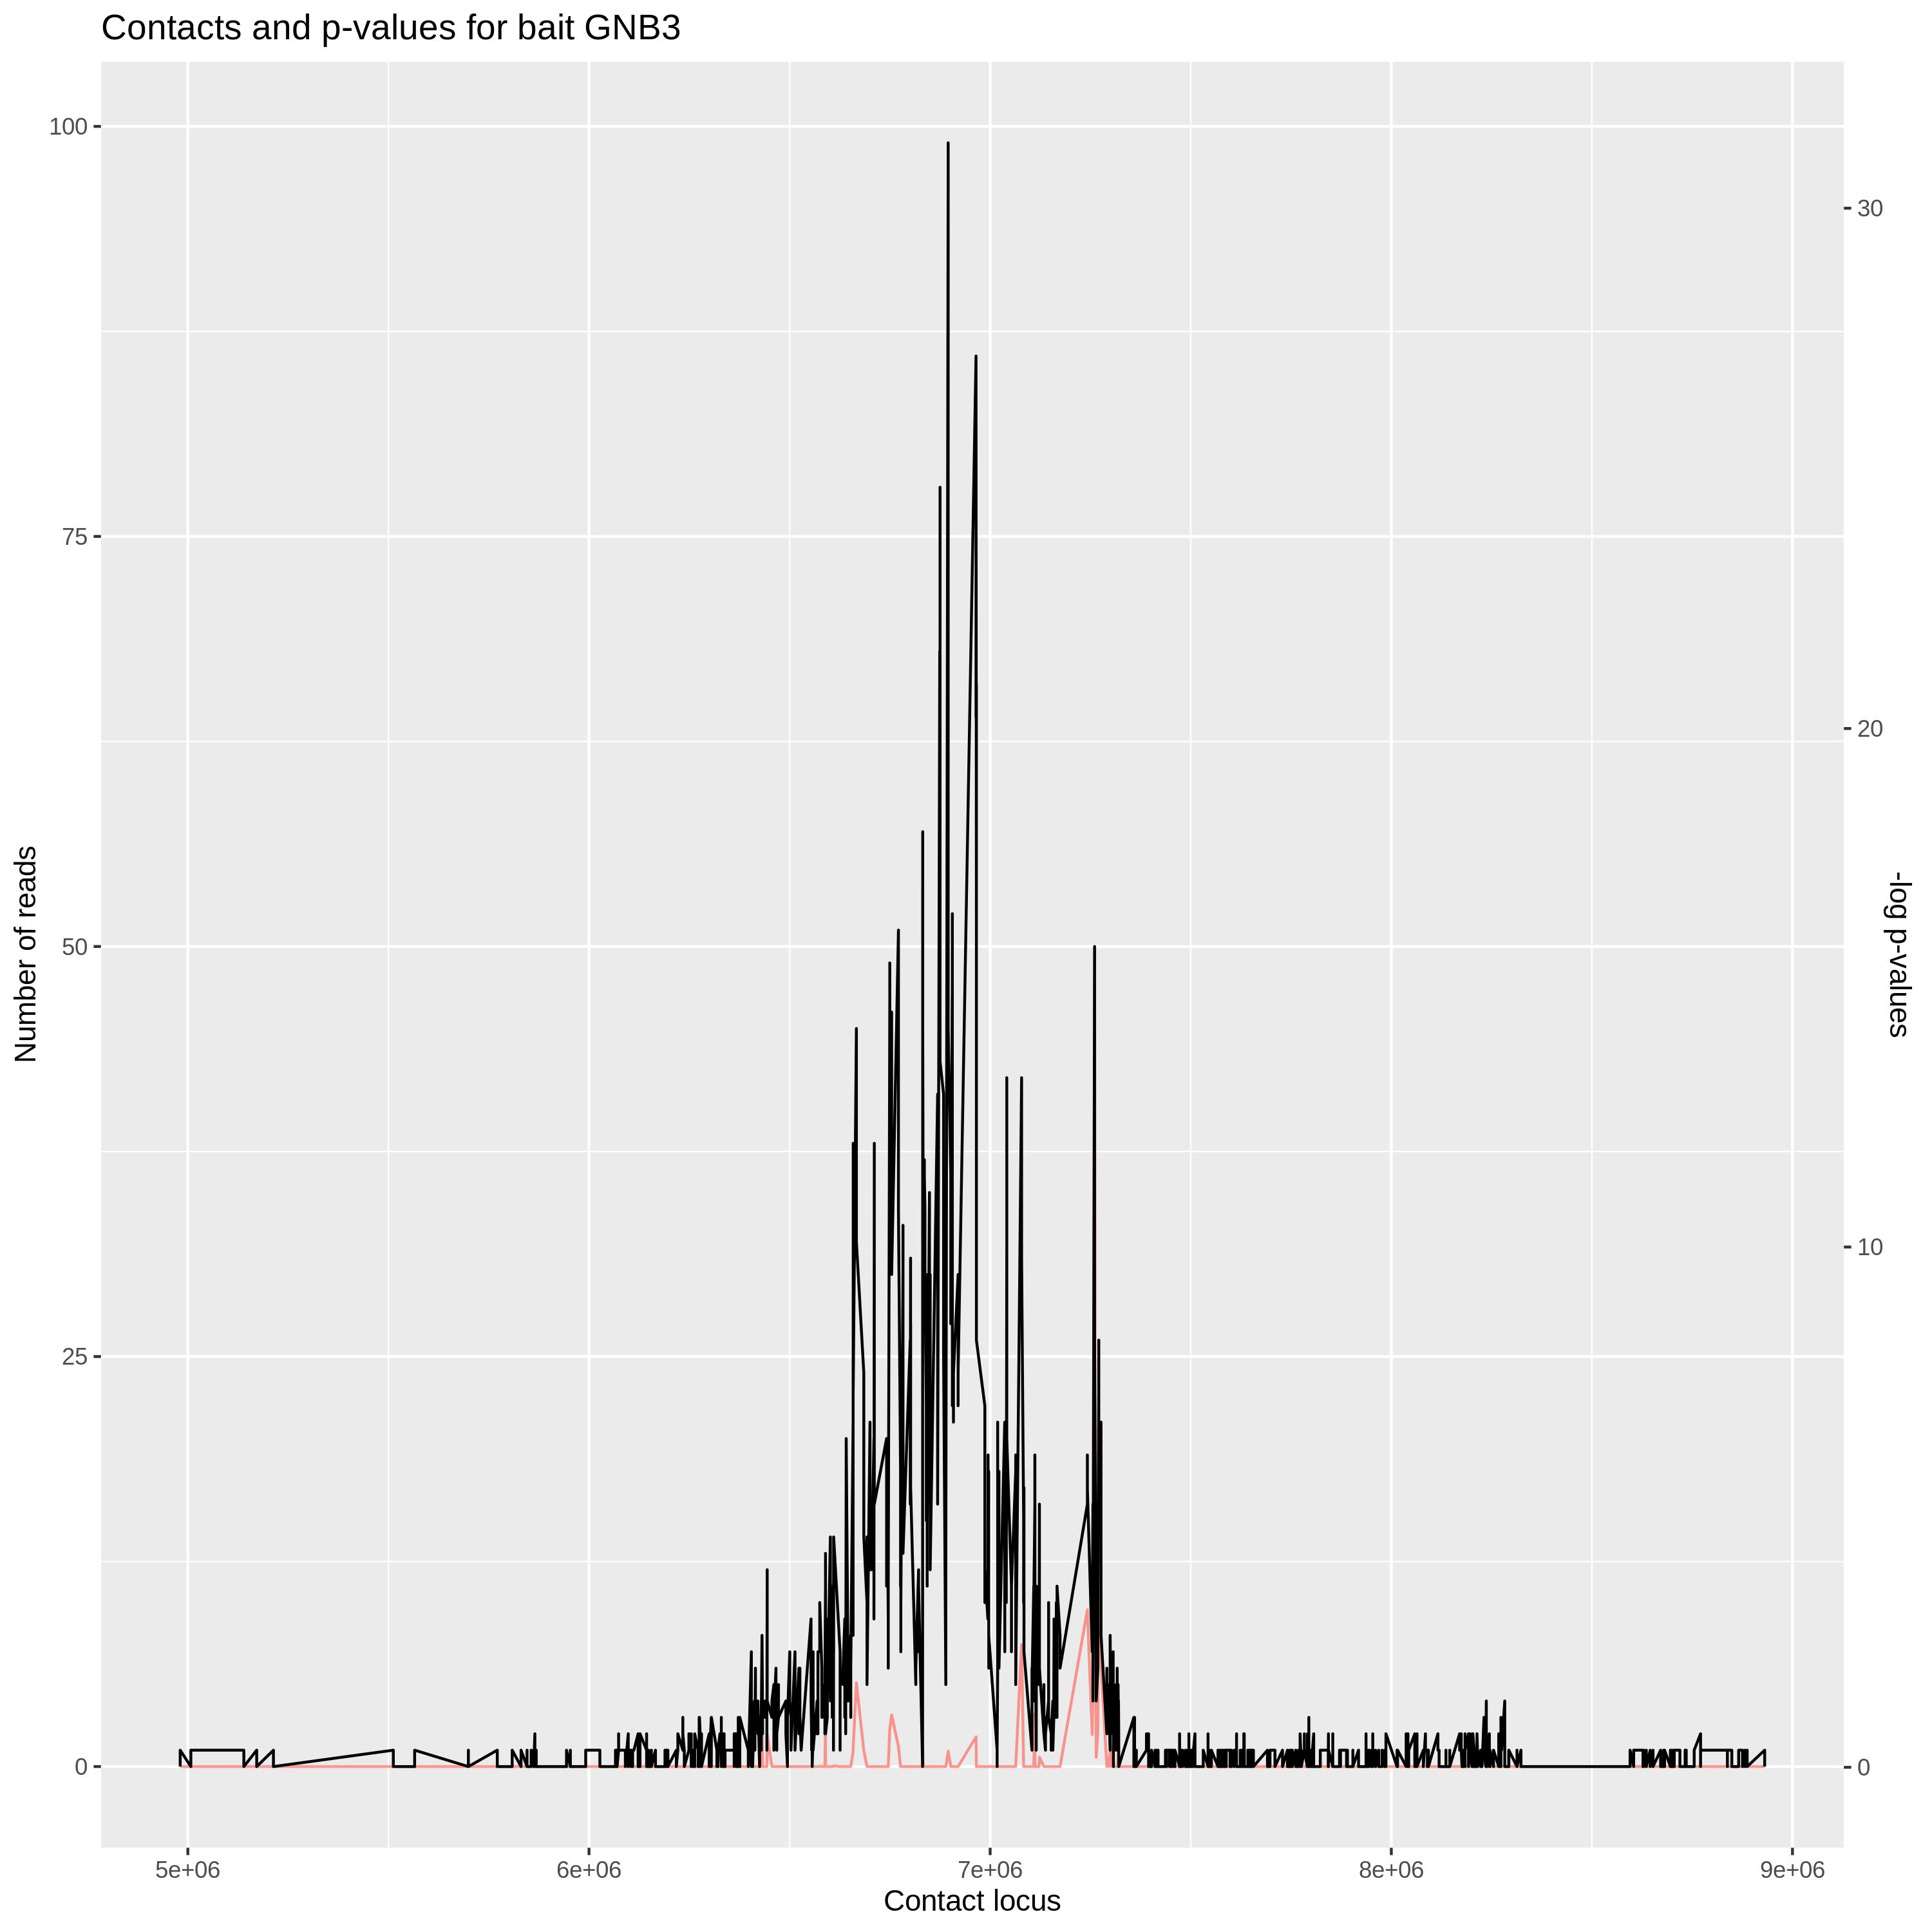 Contacts and p-values for bait GNB3
100
75
50
25
0
Number of reads
30
20
10
0
-log p-values
5e+06
6e+06
7e+06
8e+06
9e+06
Contact locus